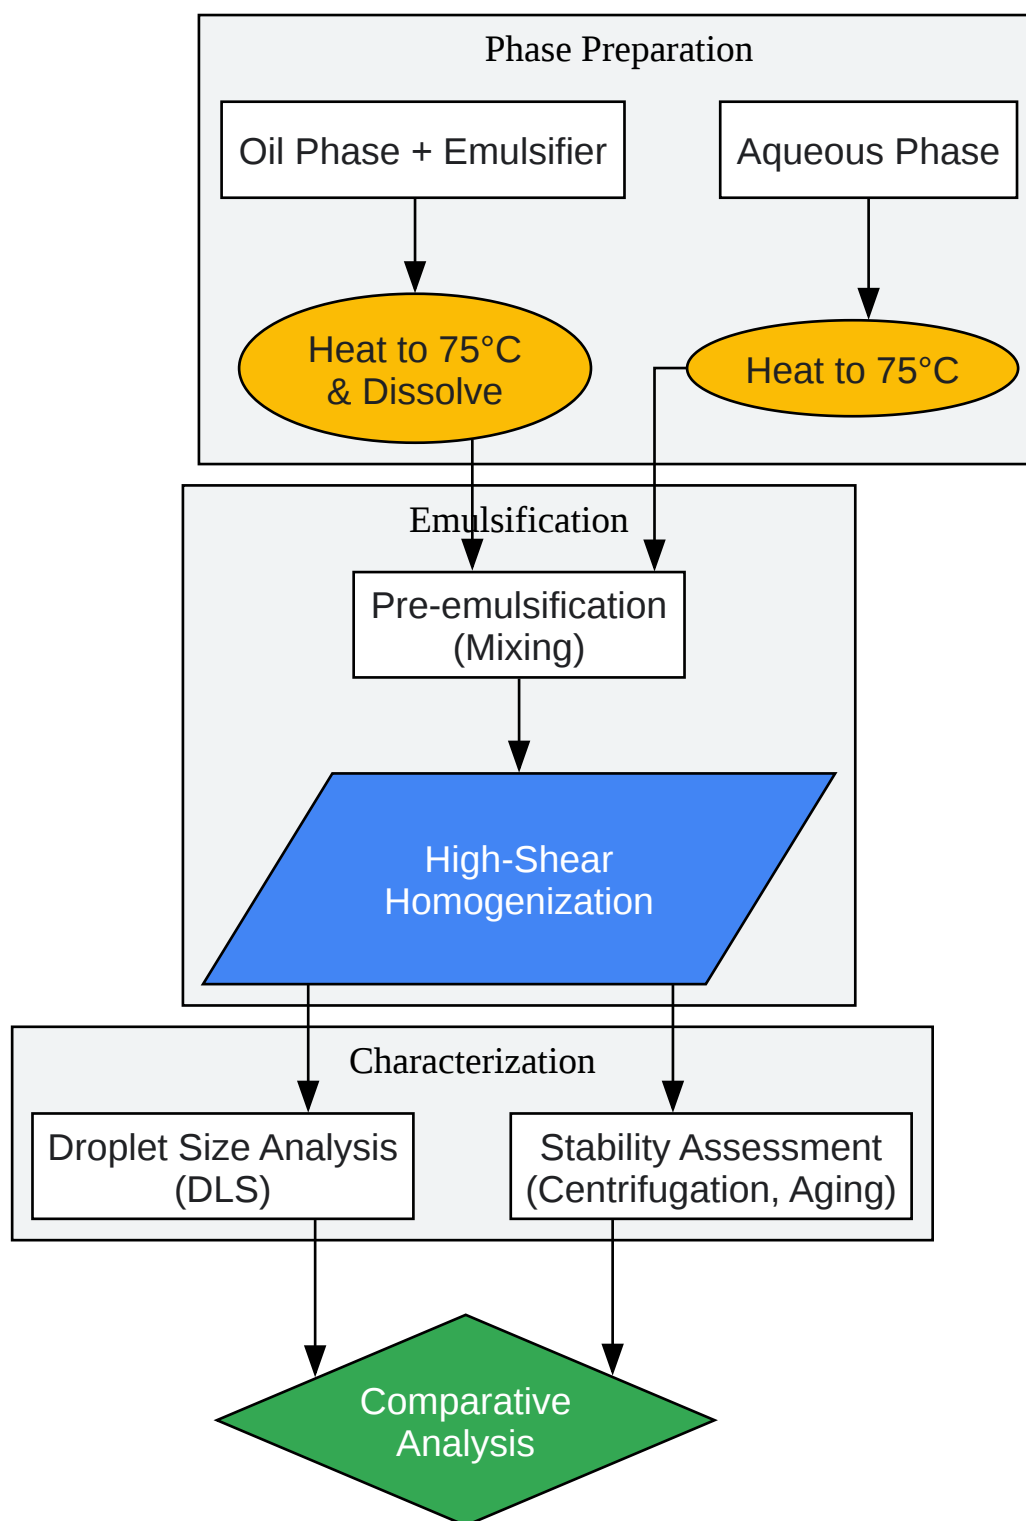 Phase Preparation
Oil Phase + Emulsifier
Aqueous Phase
Heat to 75°C
& Dissolve
Heat to 75°C
Emulsification
Pre-emulsification
(Mixing)
High-Shear
Homogenization
Characterization
Droplet Size Analysis
(DLS)
Stability Assessment
(Centrifugation, Aging)
Comparative
Analysis